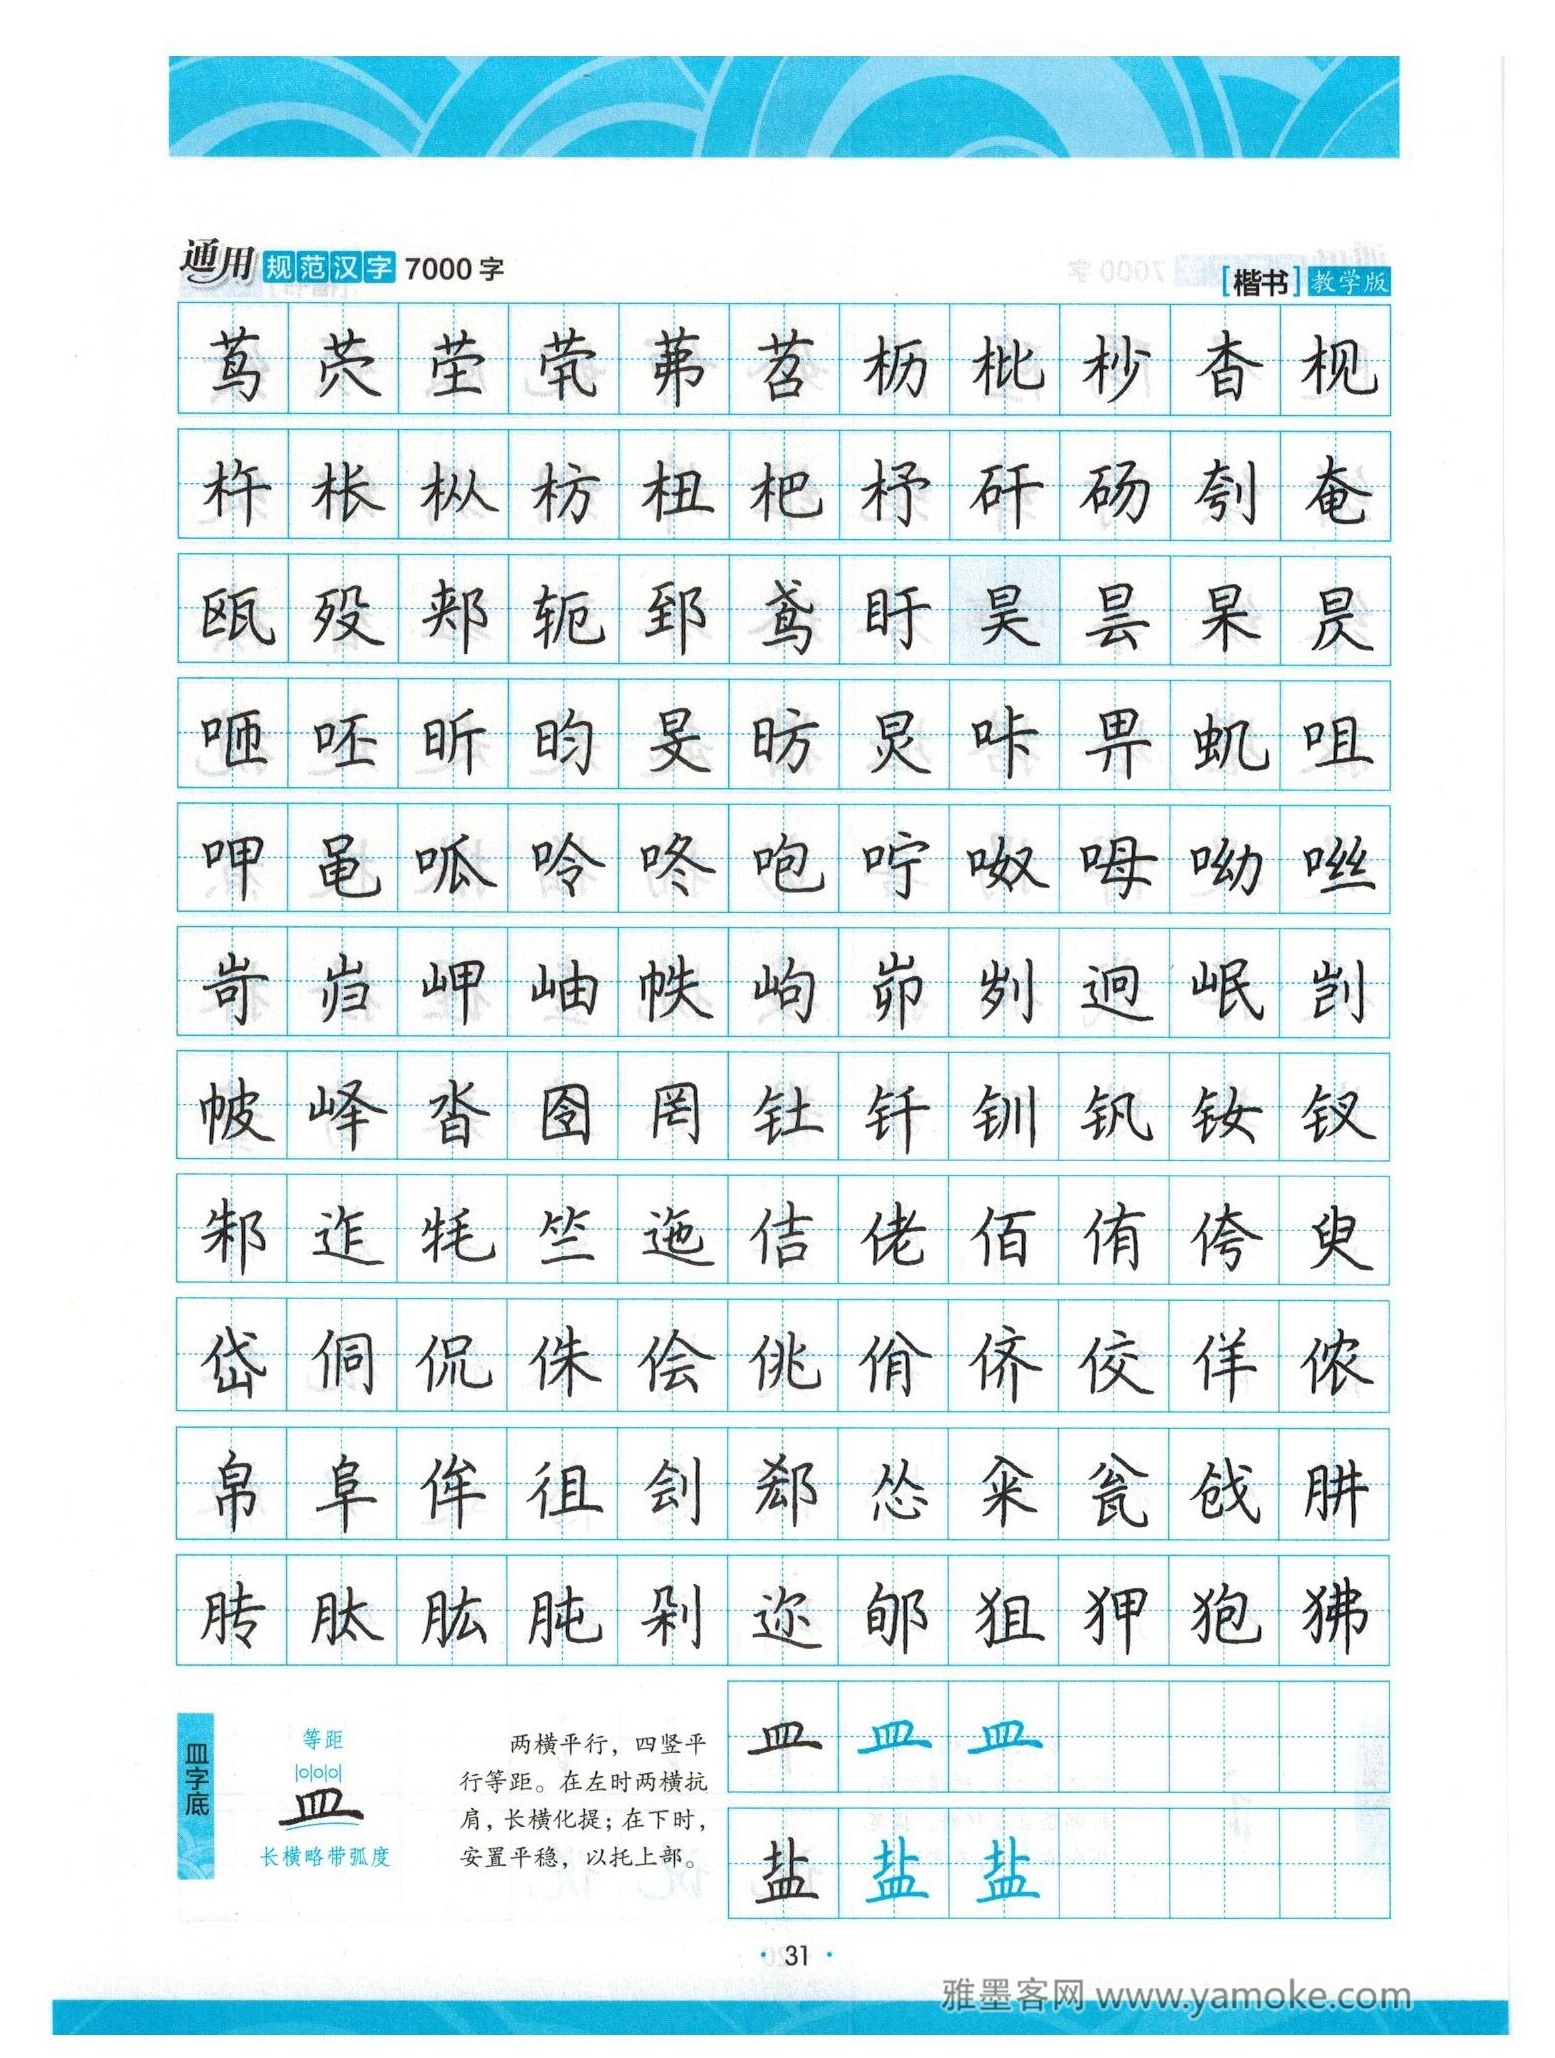 通用规范汉字7000字
[楷书]教学版
茑 荧 茔 茕 茀 苕 枥 枇 杪 杳 枧
杵 枨 枞 枋 杻 杷 杼 矸 砀 刳 奄
瓯 殁 郏 轭 郅 鸢 盱 昊 昙 杲 昃
咂 呸 昕 昀 旻 昉 炅 咔 畀 虮 咀
呷 黾 呱 呤 咚 咆 咛 呶 呣 呦 咝
岢 岿 岬 岫 帙 岣 峁 刿 迥 岷 剀
帔 峄 沓 囹 罔 钍 钎 钏 钒 钕 钗
邾 迮 牦 竺 迤 佶 佬 佰 侑 侉 臾
岱 侗 侃 侏 侩 佻 佾 侪 佼 佯 侬
帛 阜 侔 徂 刽 郄 怂 籴 瓮 戗 肼
䏝 肽 肱 肫 剁 迩 郇 狙 狎 狍 狒
皿 皿 皿
盐 盐 盐
皿字底
等距
皿
长横略带弧度
两横平行，四竖平
行等距。在左时两横抗
肩，长横化提；在下时，
安置平稳，以托上部。
· 31 ·
雅墨客网 www.yamoke.com